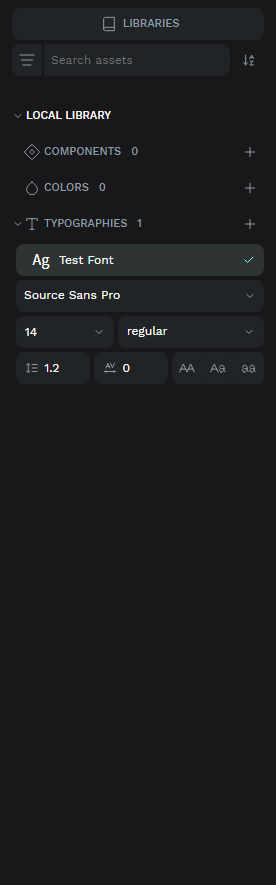 LIBRARIES
Search assets
LOCAL LIBRARY
COMPONENTS 0
COLORS 0
TYPOGRAPHIES 1
Ag Test Font
Source Sans Pro
14 regular
1.2 AV 0 AA Aa aa